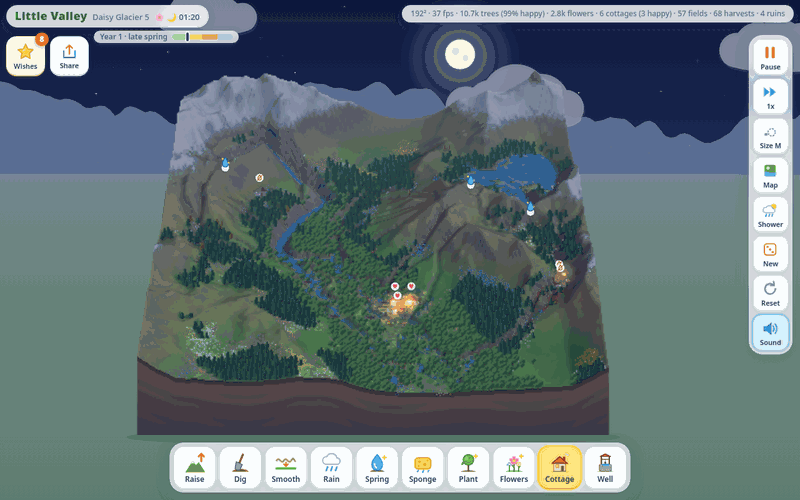 Little Valley Daisy Glacier 5 01:20
192² · 37 fps · 10.7k trees (99% happy) · 2.8k flowers · 6 cottages (3 happy) · 57 fields · 68 harvests · 4 ruins
Year 1 · late spring
8
Wishes
Share
Pause
1x
Size M
Map
Shower
New
Reset
Sound
Raise
Dig
Smooth
Rain
Spring
Sponge
Plant
Flowers
Cottage
Well